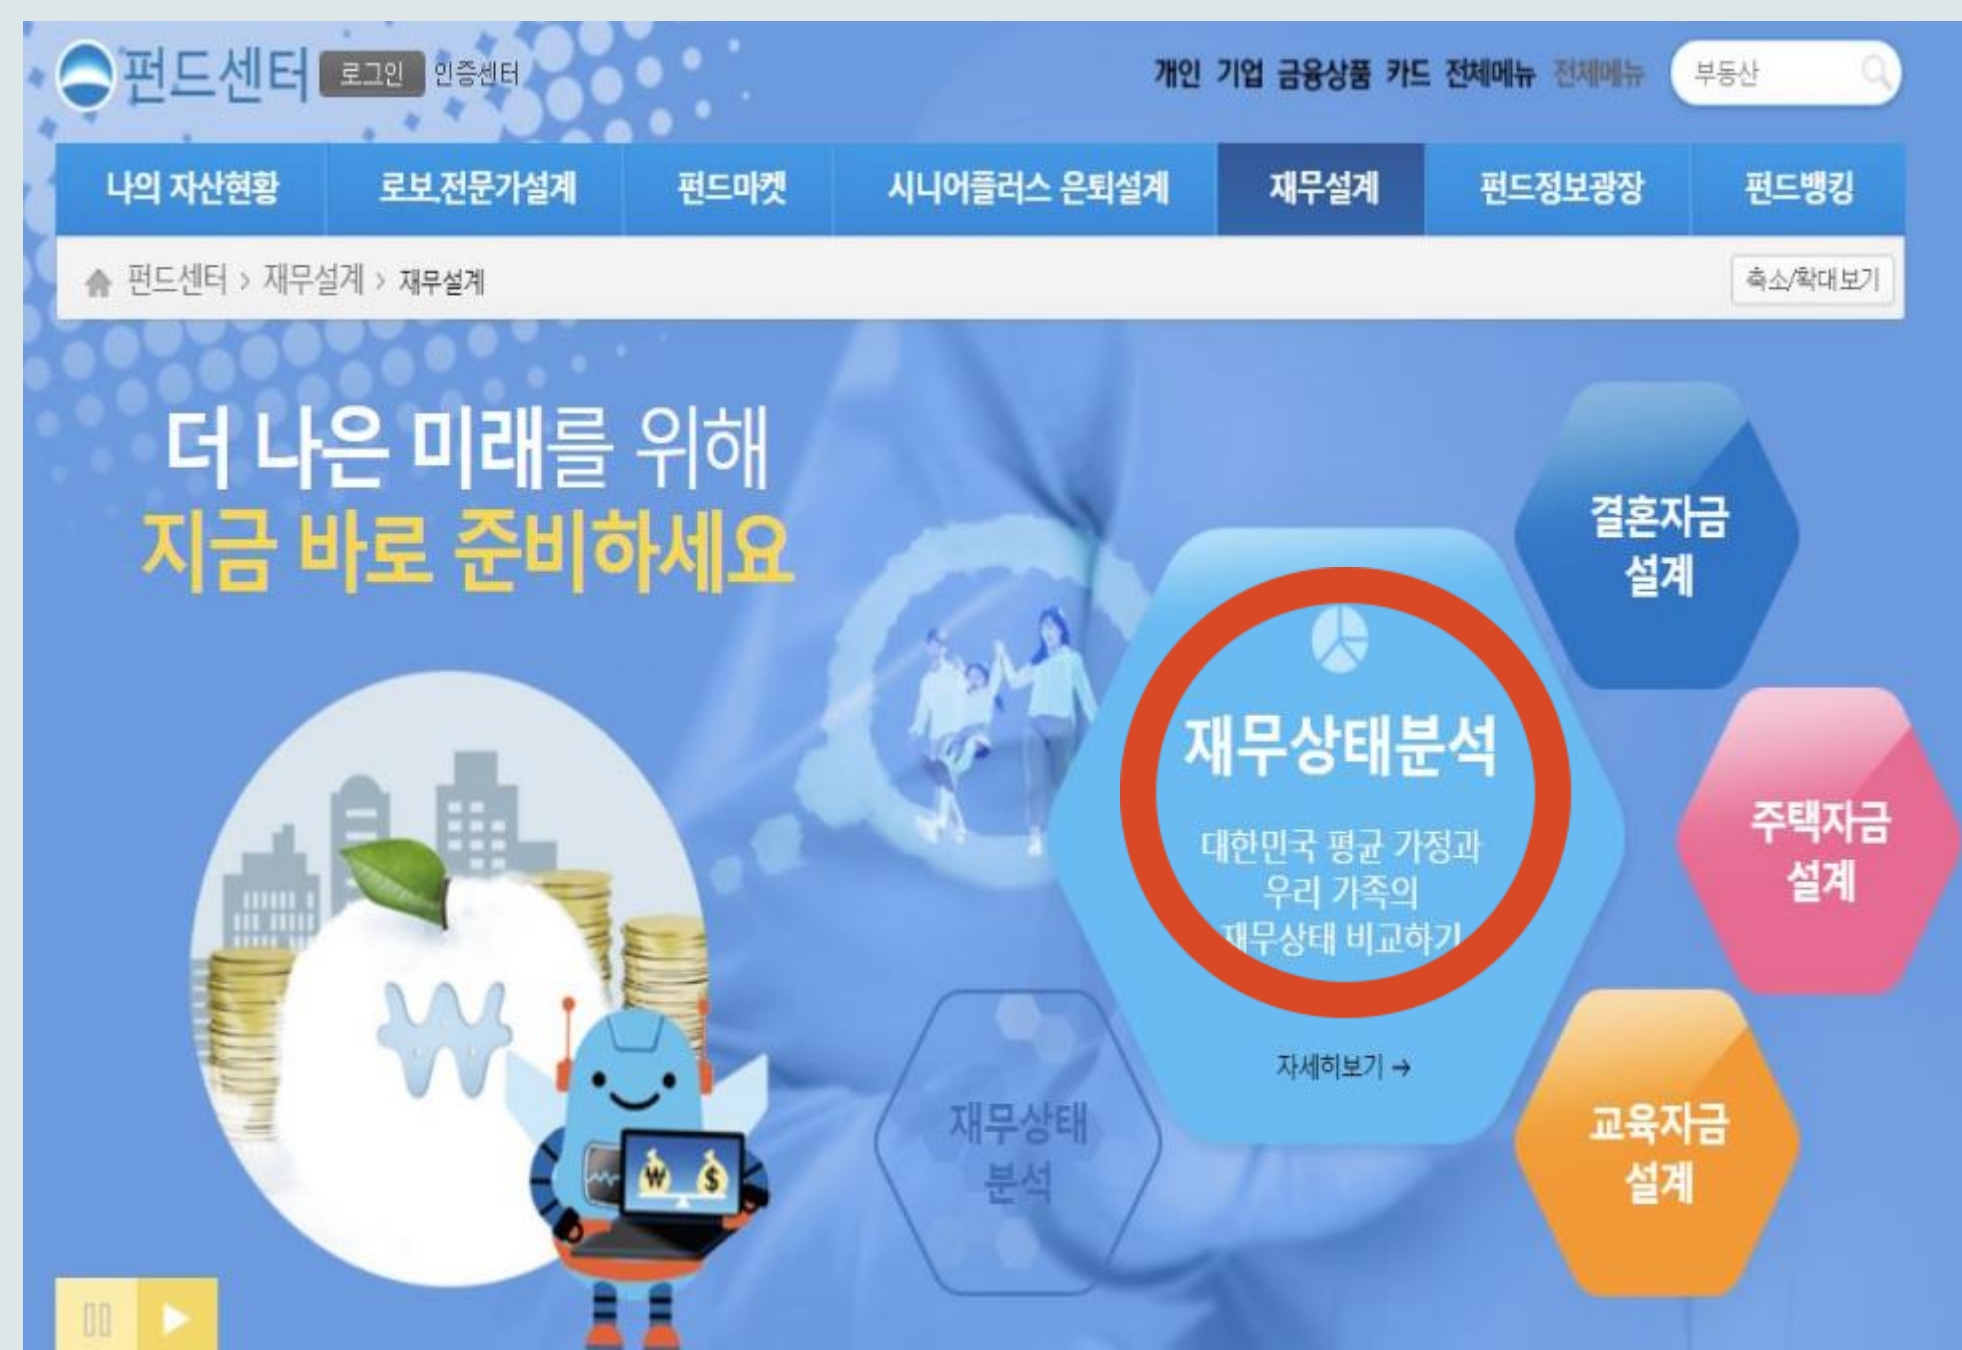 펀드센터 로그인 인증센터
개인 기업 금융상품 카드 전체메뉴 전체메뉴 부동산
나의 자산현황 로보.전문가설계 펀드마켓 시니어플러스 은퇴설계 재무설계 펀드정보광장 펀드뱅킹
펀드센터 > 재무설계 > 재무설계 축소/확대보기
더 나은 미래를 위해
지금 바로 준비하세요
결혼자금
설계
재무상태분석
대한민국 평균 가정과
우리 가족의
재무상태 비교하기
자세히보기 →
주택자금
설계
교육자금
설계
재무상태
분석
₩
₩ $